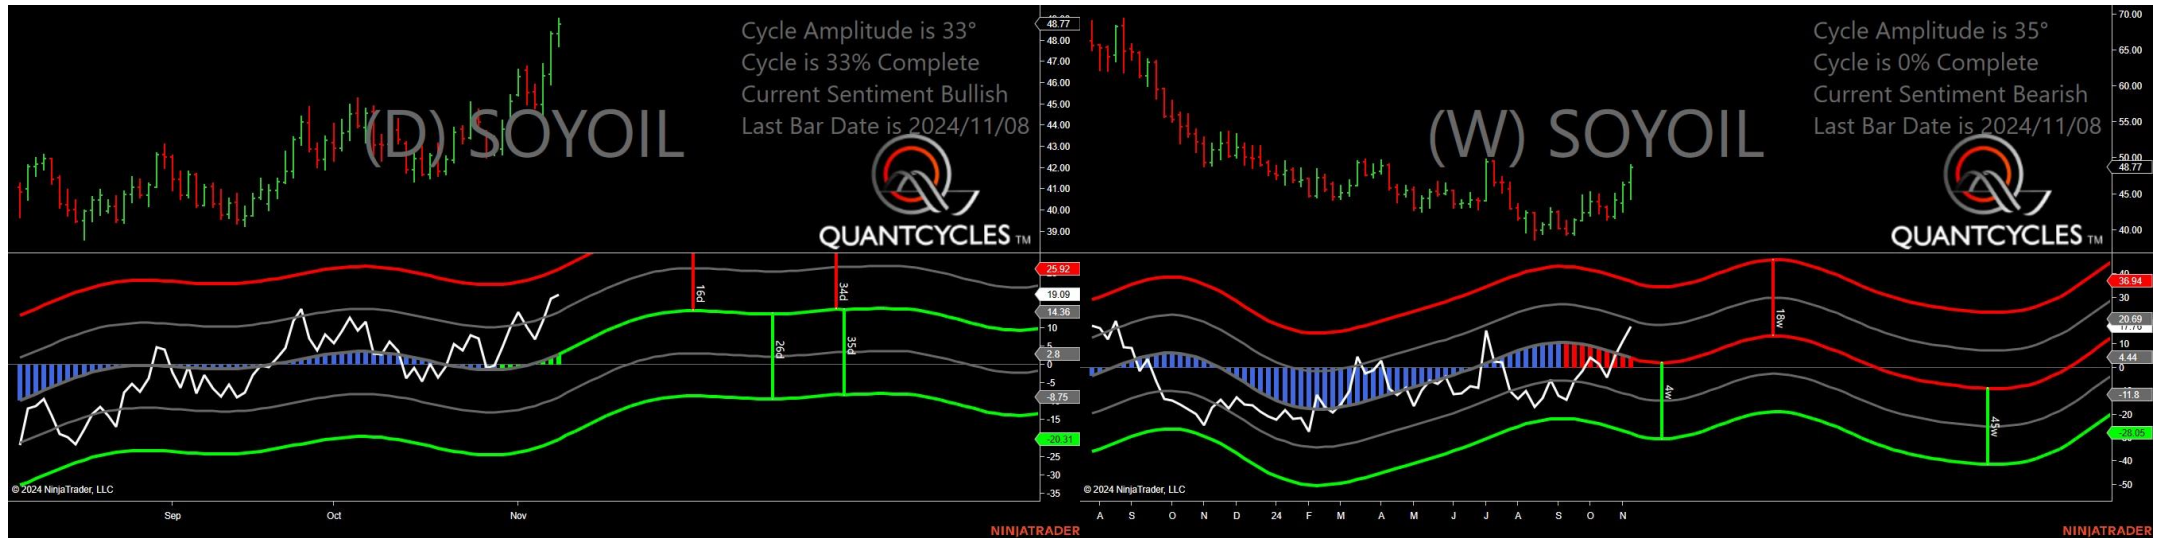 Cycle Amplitude is 33°
Cycle is 33% Complete
Current Sentiment Bullish
Last Bar Date is 2024/11/08
(D) SOYOIL
QUANTCYCLES TM
48.77
48.00
47.00
46.00
45.00
44.00
43.00
42.00
41.00
40.00
39.00
16d
26d
34d
35d
25.92
19.09
14.36
10
5
2.8
0
-5
-8.75
-15
-20.31
-25
-30
-35
© 2024 NinjaTrader, LLC
Sep Oct Nov
NINJATRADER
Cycle Amplitude is 35°
Cycle is 0% Complete
Current Sentiment Bearish
Last Bar Date is 2024/11/08
(W) SOYOIL
QUANTCYCLES TM
70.00
65.00
60.00
55.00
50.00
48.77
45.00
40.00
4w
18w
45w
40
36.94
30
20.69
10
4.44
0
-11.8
-20
-28.05
-40
-50
© 2024 NinjaTrader, LLC
A S O N D 24 F M A M J J A S O N
NINJATRADER